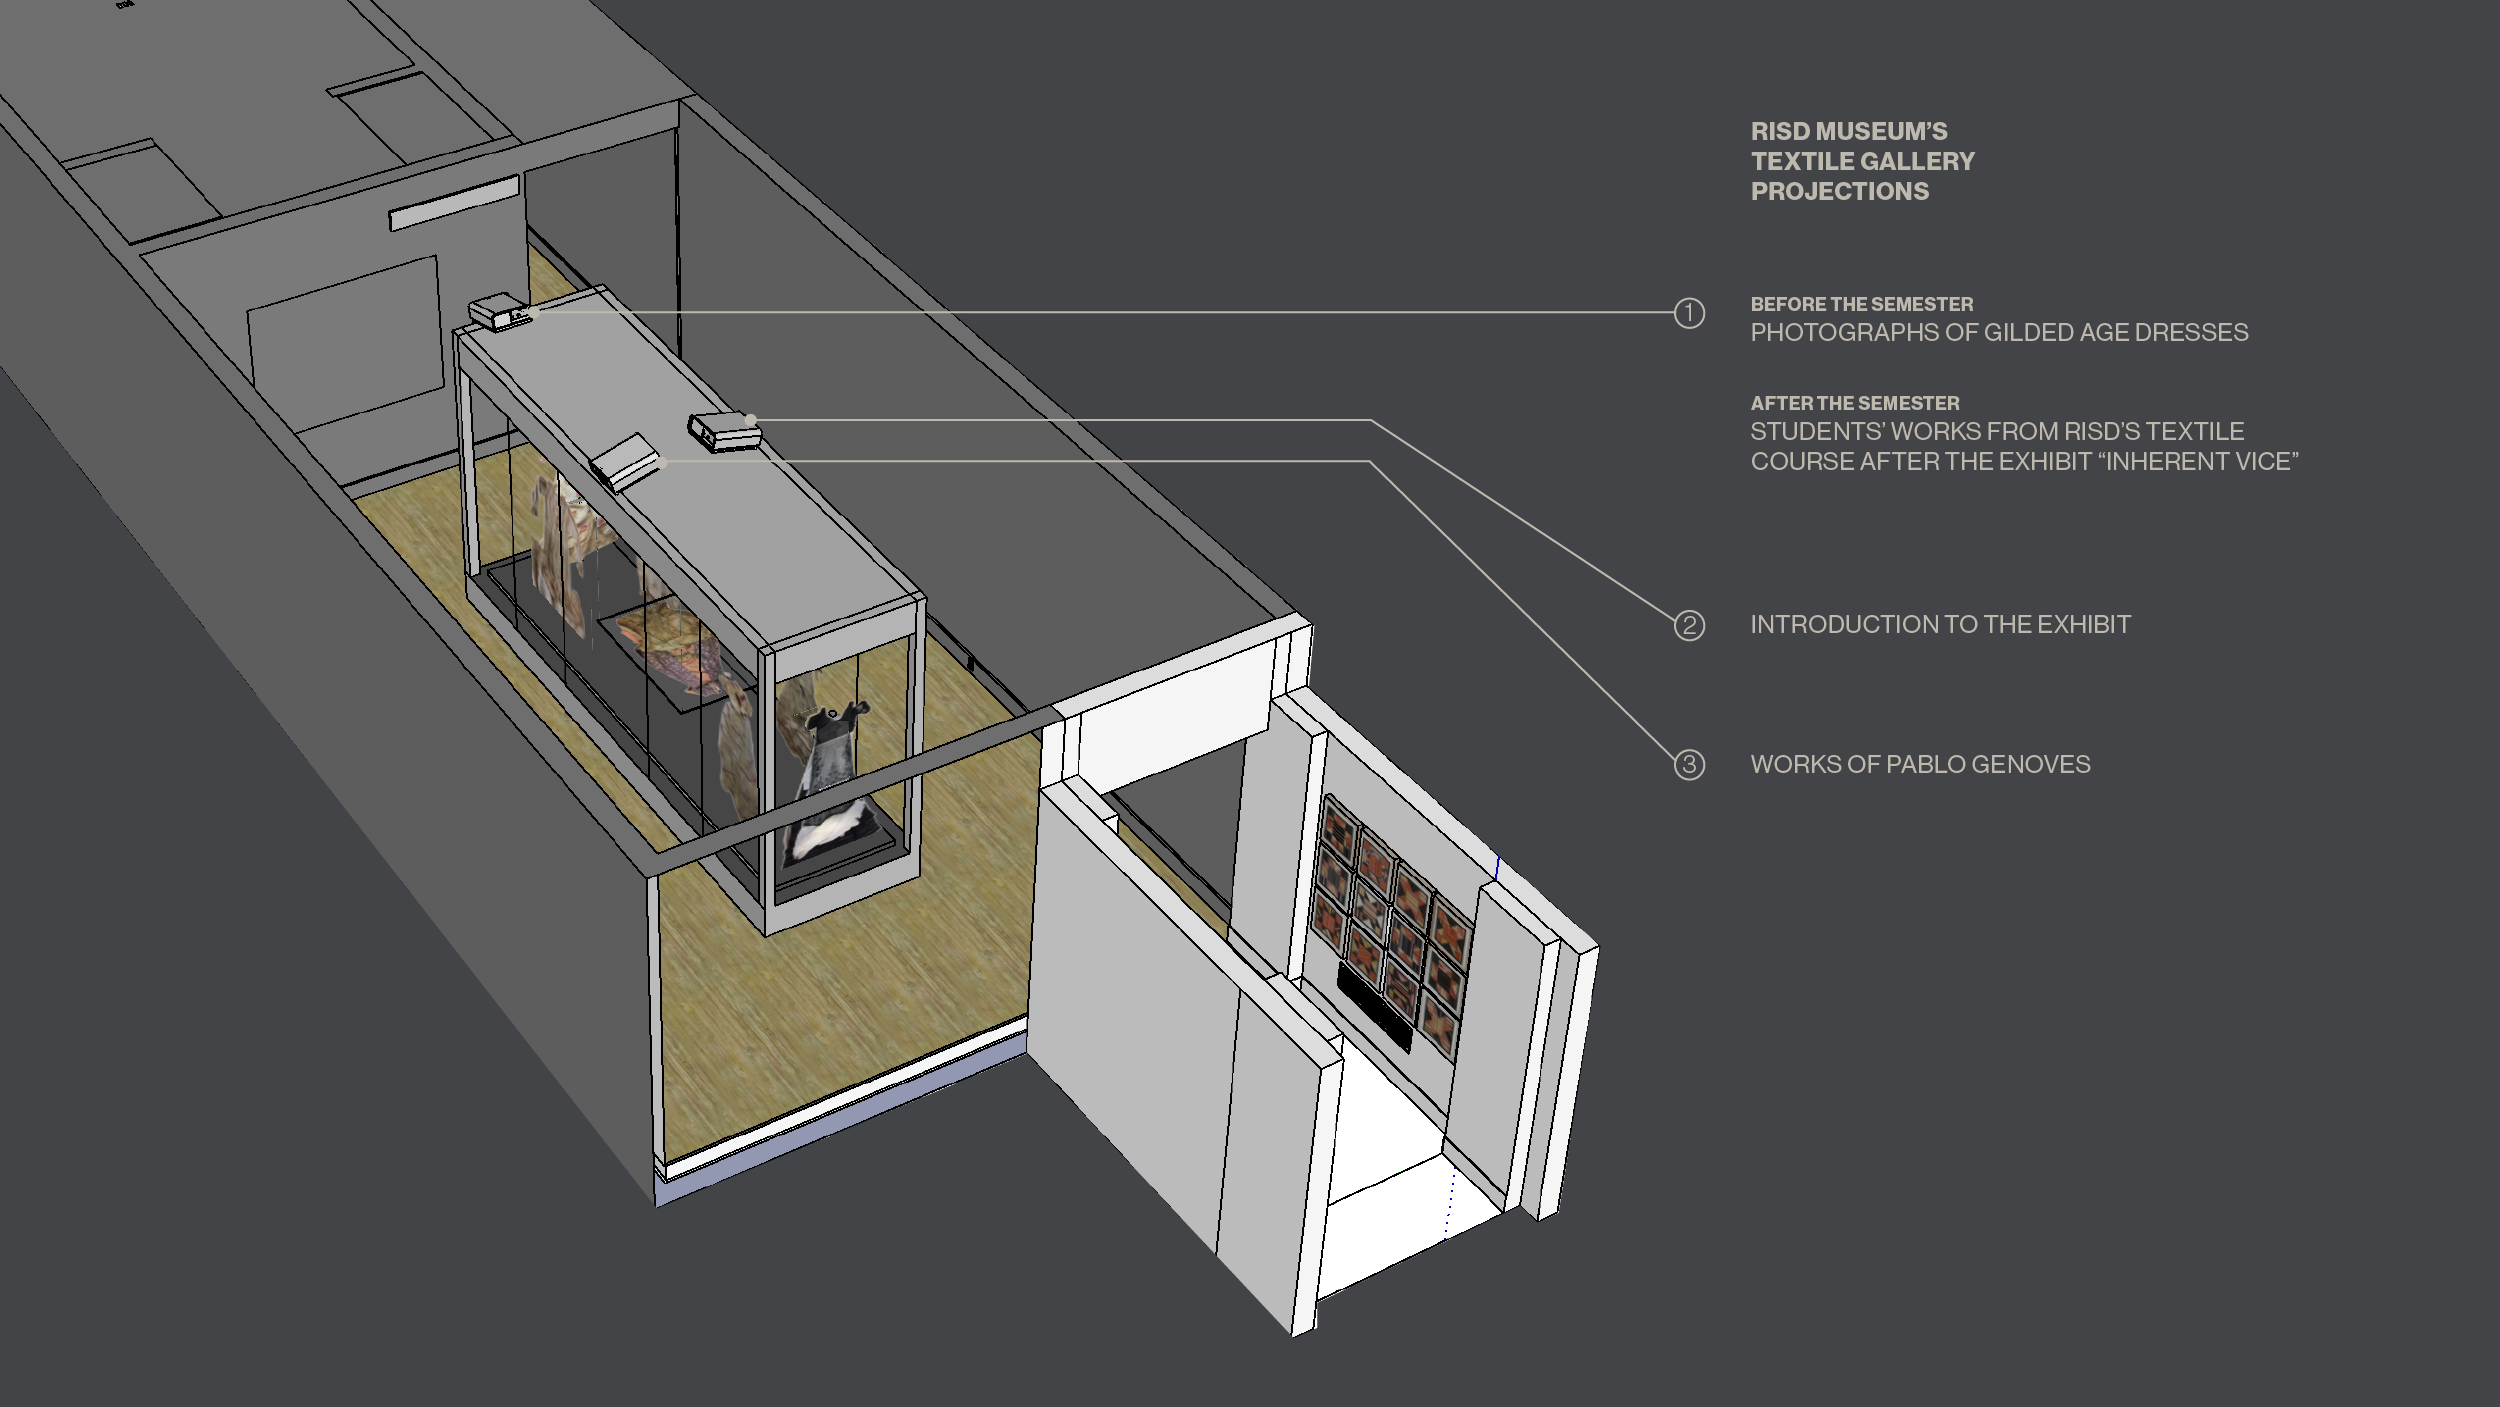 RISD MUSEUM’S
TEXTILE GALLERY
PROJECTIONS
1
BEFORE THE SEMESTER
PHOTOGRAPHS OF GILDED AGE DRESSES
AFTER THE SEMESTER
STUDENTS’ WORKS FROM RISD’S TEXTILE
COURSE AFTER THE EXHIBIT “INHERENT VICE”
2 INTRODUCTION TO THE EXHIBIT
3 WORKS OF PABLO GENOVES